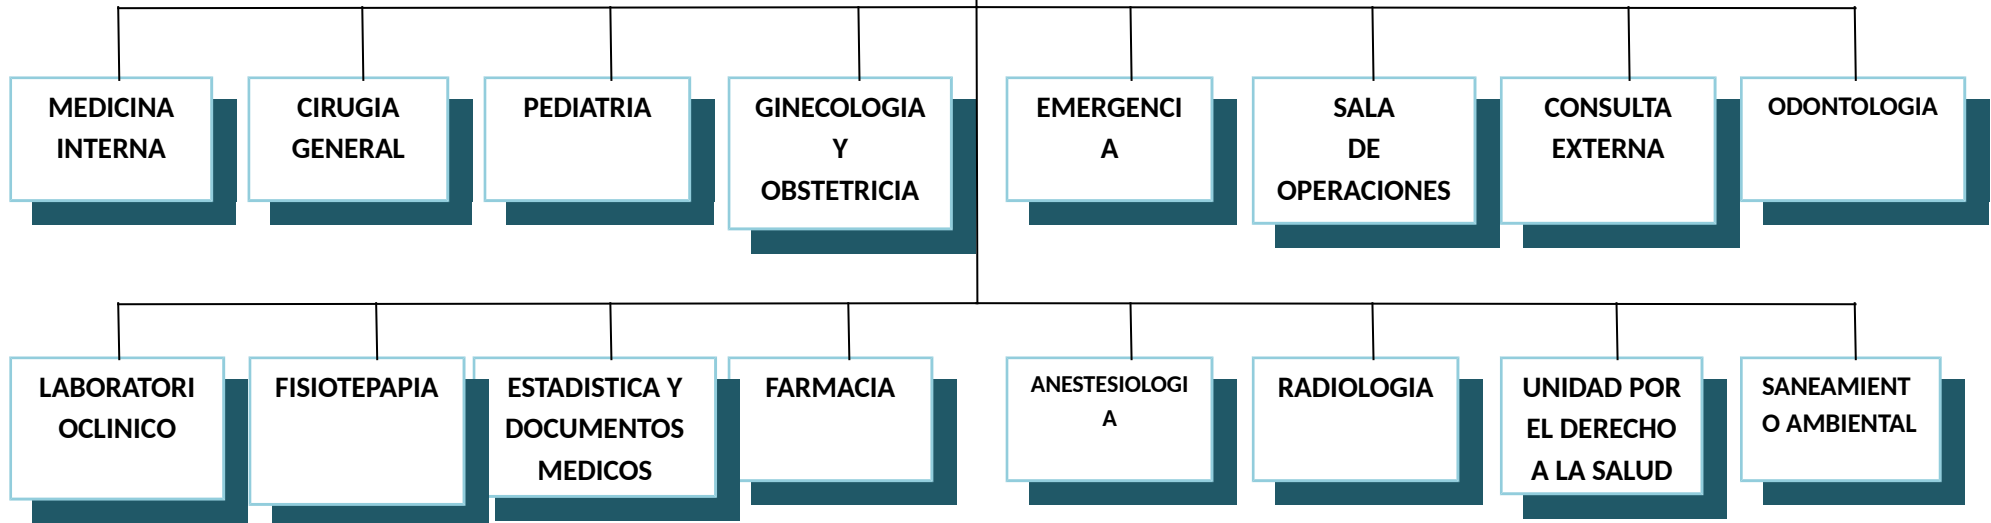 MEDICINA
INTERNA
CIRUGIA
GENERAL
PEDIATRIA
GINECOLOGIA
Y
OBSTETRICIA
EMERGENCI
A
SALA
DE
OPERACIONES
CONSULTA
EXTERNA
ODONTOLOGIA
LABORATORI
OCLINICO
FISIOTEPAPIA
ESTADISTICA Y
DOCUMENTOS
MEDICOS
FARMACIA
ANESTESIOLOGI
A
RADIOLOGIA
UNIDAD POR
EL DERECHO
A LA SALUD
SANEAMIENT
O AMBIENTAL